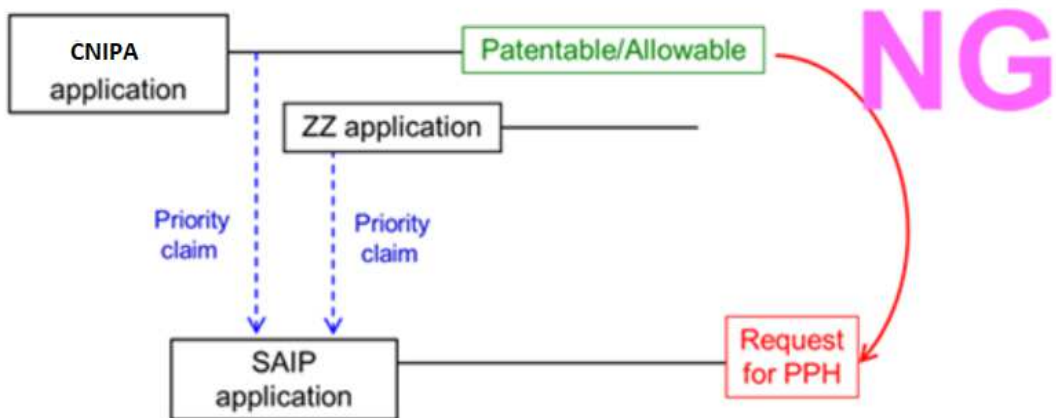 CNIPA
application
Patentable/Allowable
NG
ZZ application
Priority
claim
Priority
claim
SAIP
application
Request
for PPH